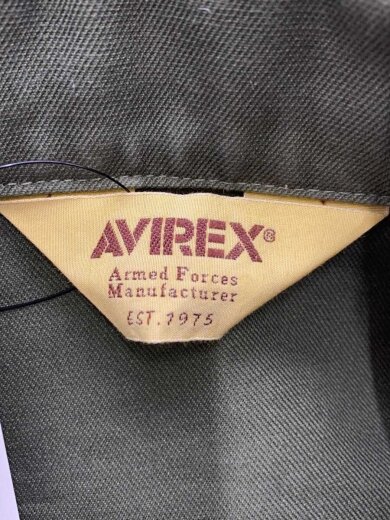 AVIREX®
Armed Forces
Manufacturer
EST. 1975